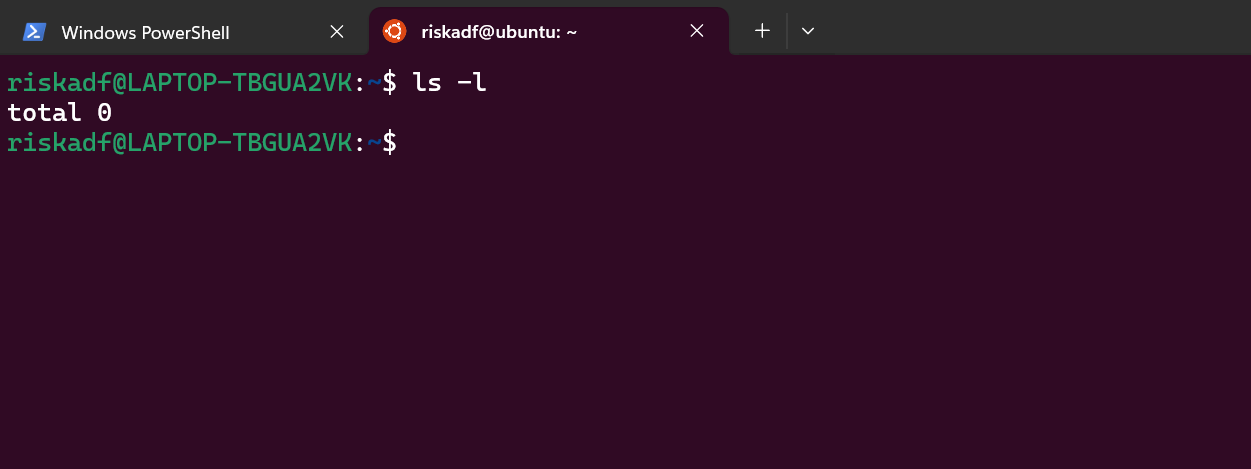 Windows PowerShell
riskadf@ubuntu: ~
riskadf@LAPTOP-TBGUA2VK:~$ ls -l
total 0
riskadf@LAPTOP-TBGUA2VK:~$